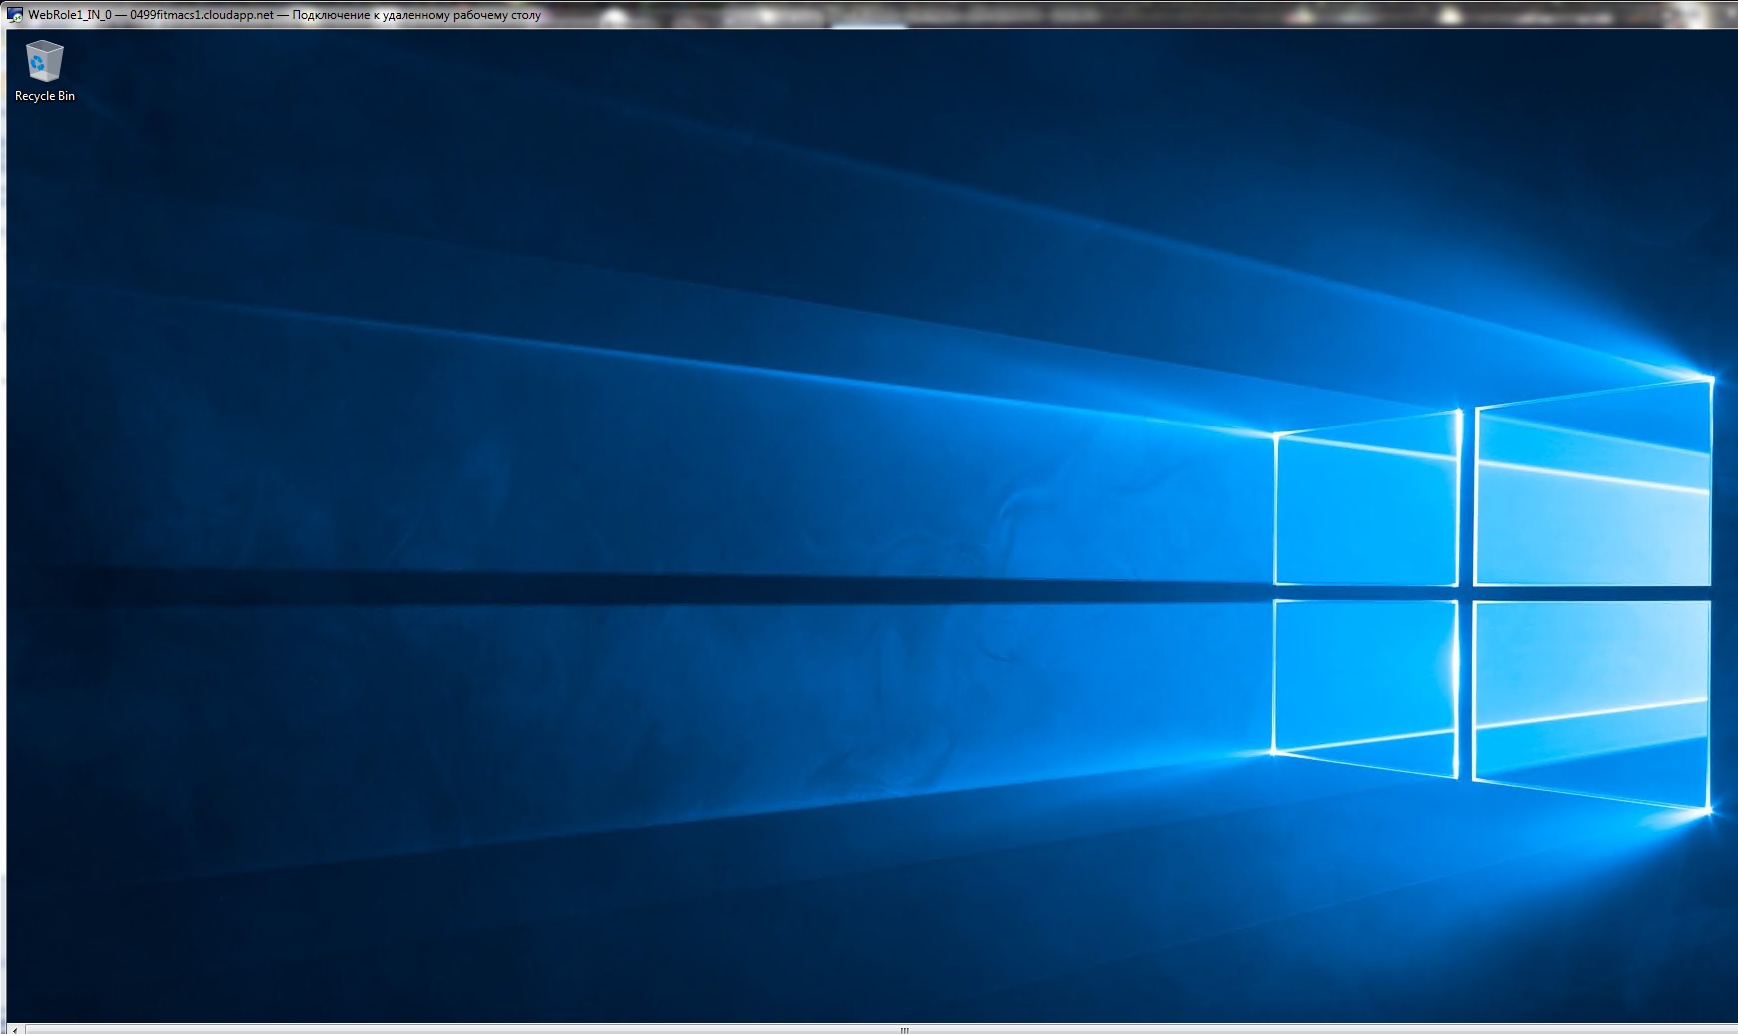 WebRole1_IN_0 — 0499fitmacs1.cloudapp.net — Подключение к удаленному рабочему столу
Recycle Bin